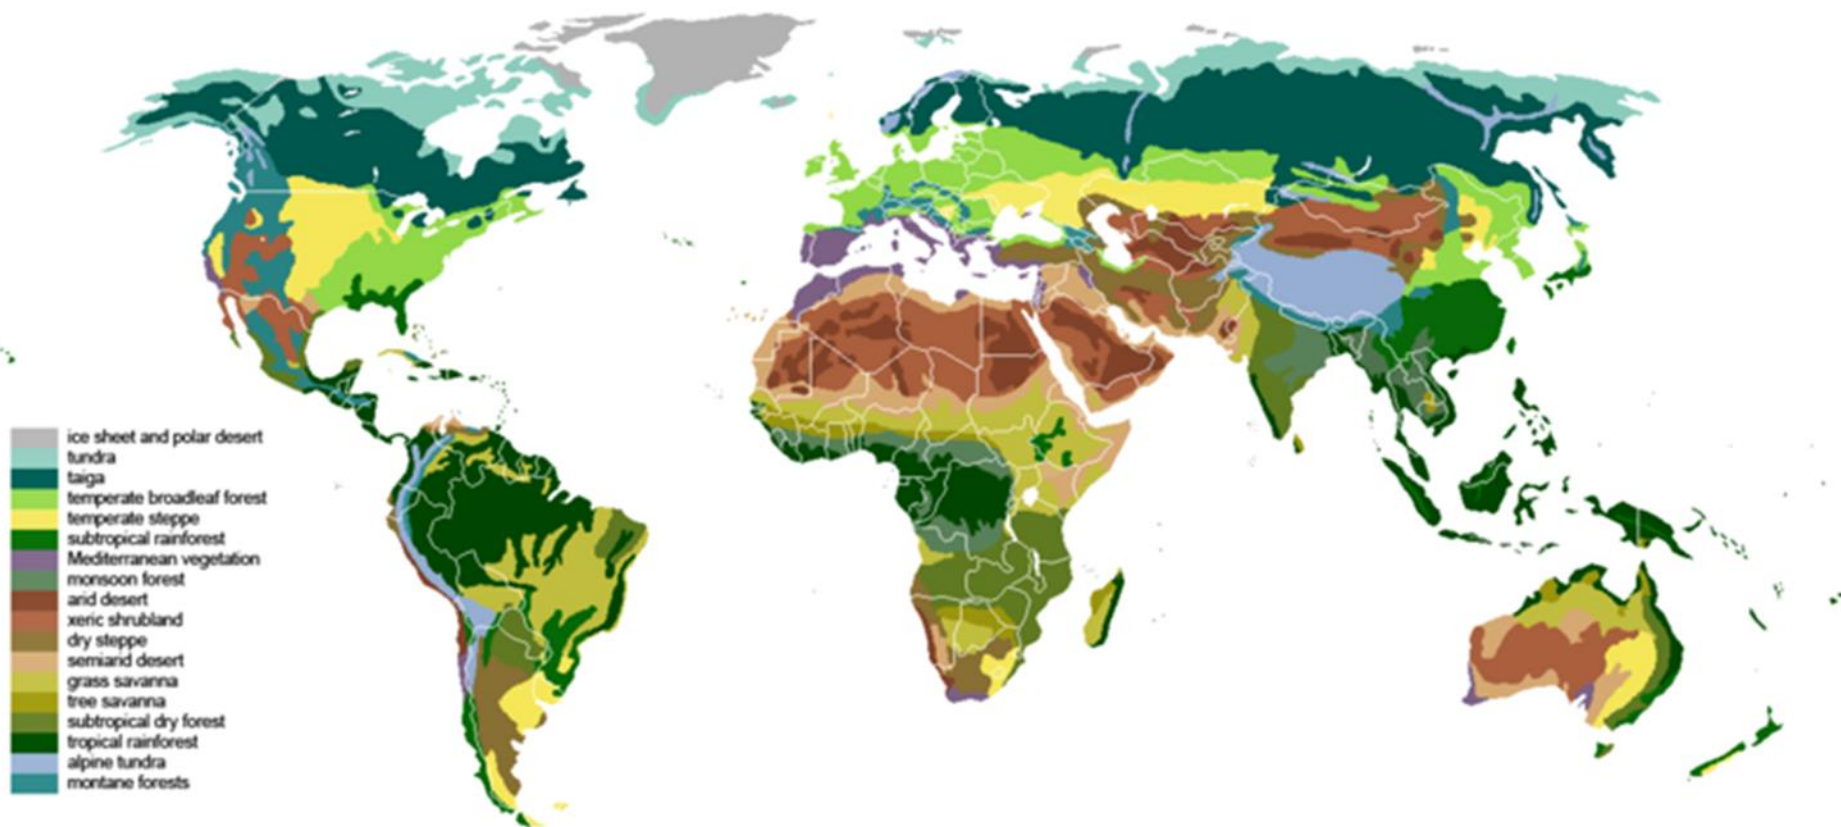 ice sheet and polar desert
tundra
taiga
temperate broadleaf forest
temperate steppe
subtropical rainforest
Mediterranean vegetation
monsoon forest
arid desert
xeric shrubland
dry steppe
semiarid desert
grass savanna
tree savanna
subtropical dry forest
tropical rainforest
alpine tundra
montane forests